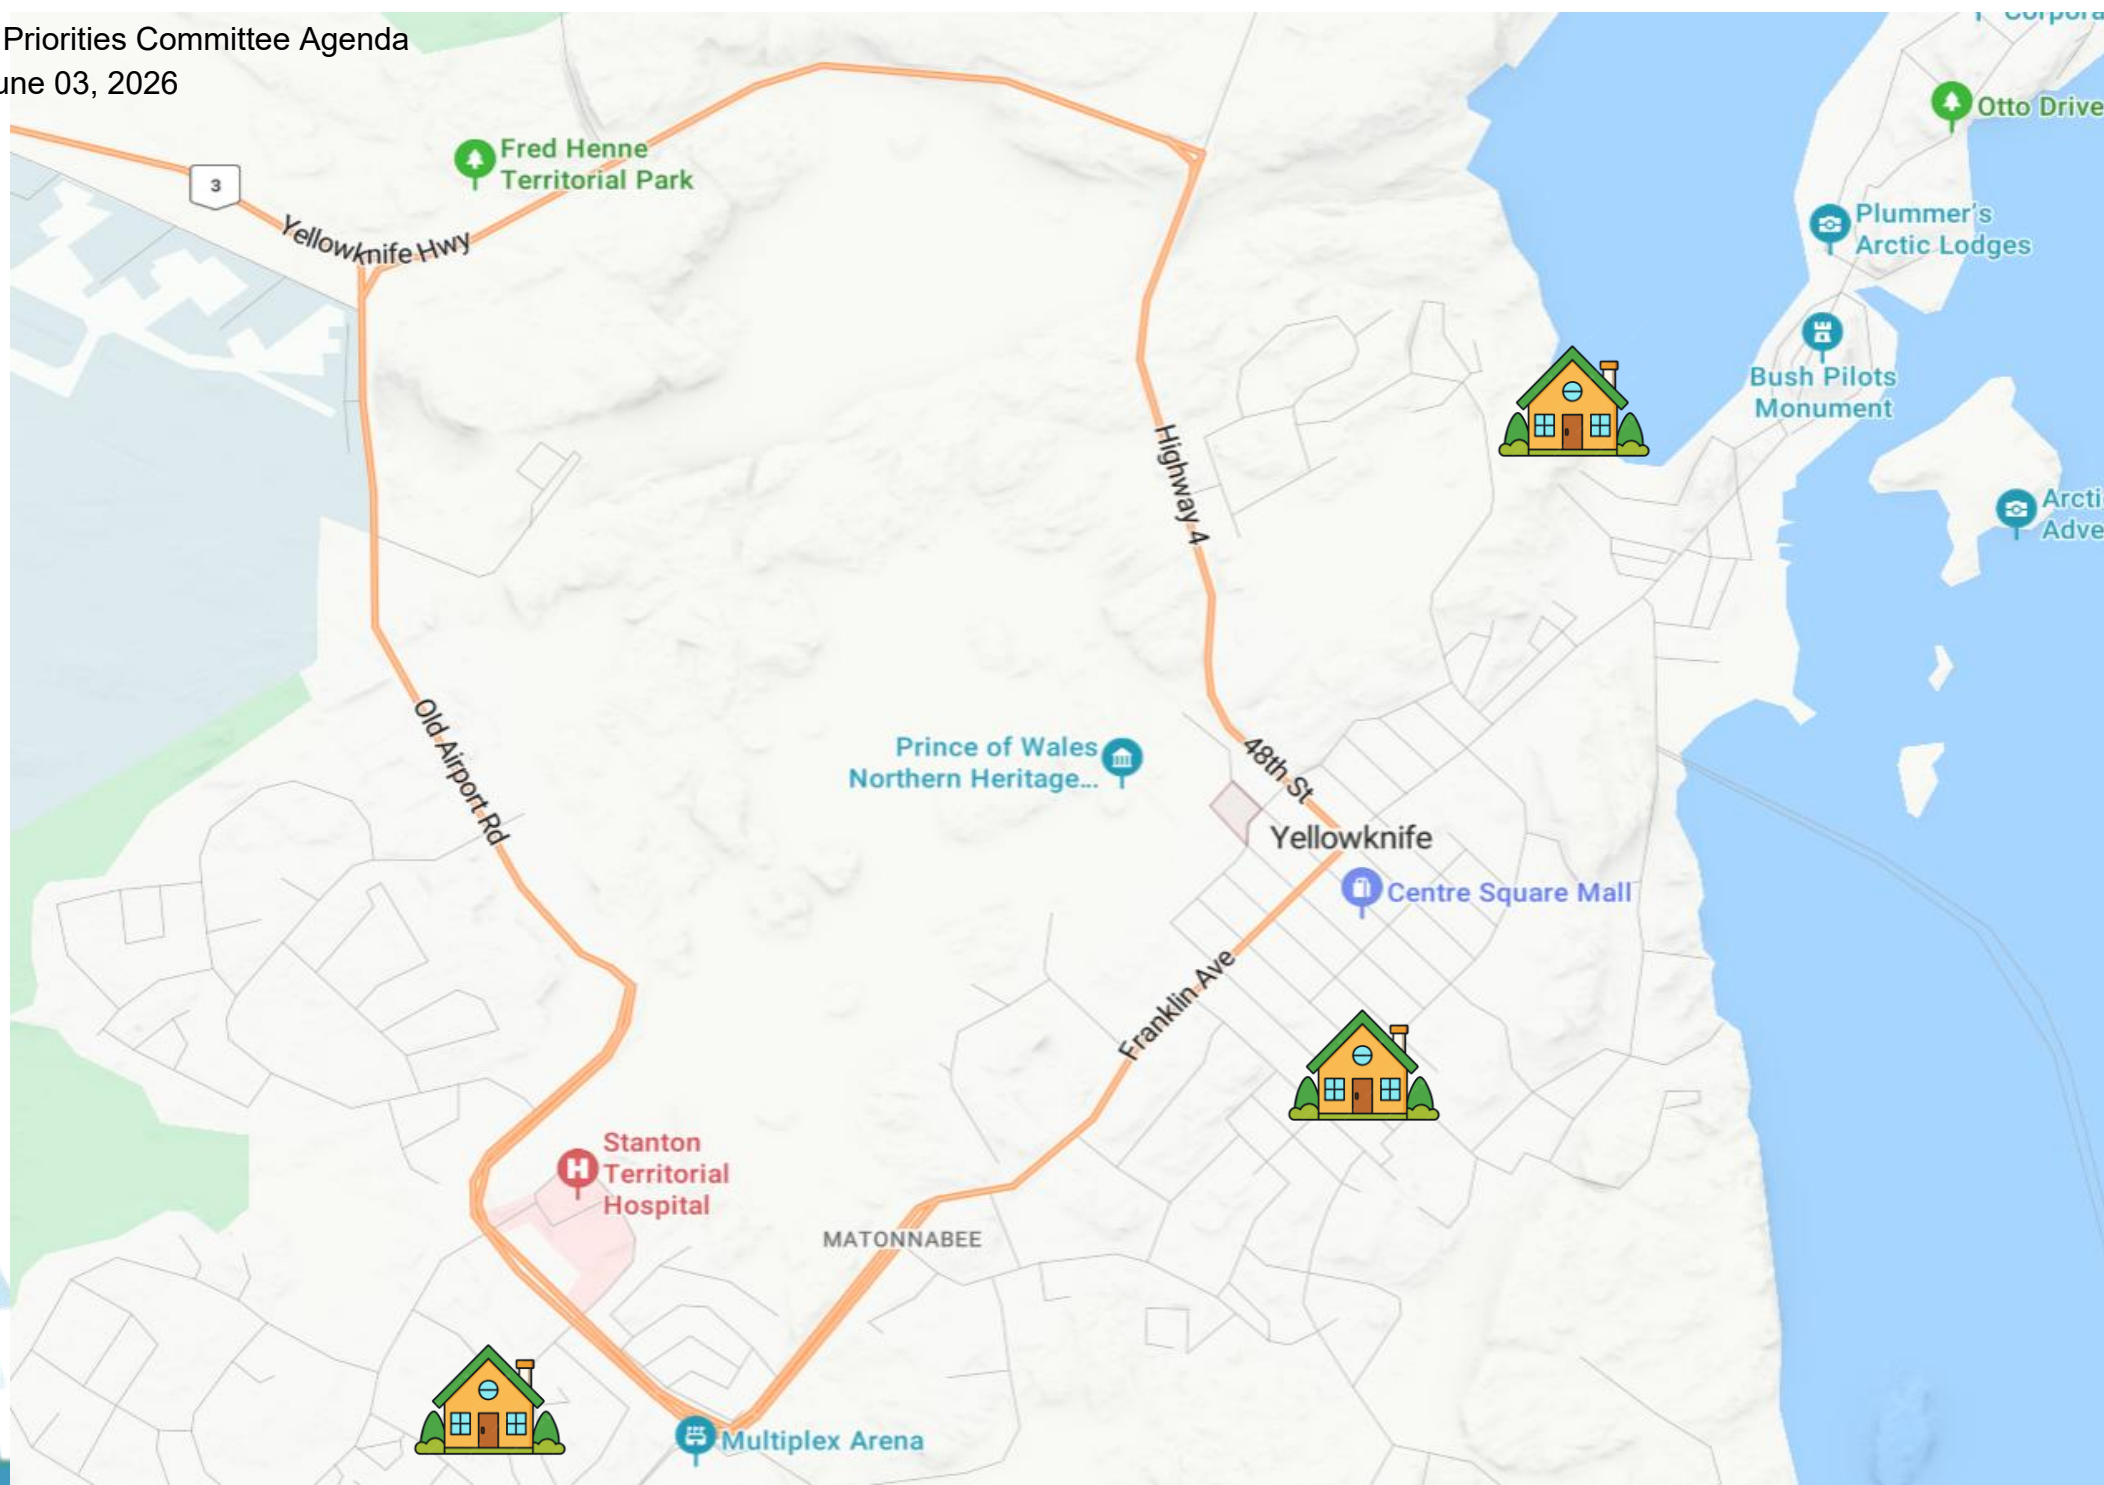 Priorities Committee Agenda
une 03, 2026
Otto Drive
3
Fred Henne
Territorial Park
Yellowknife Hwy
Plummer's
Arctic Lodges
Bush Pilots
Monument
Highway 4
Arcti
Adve
Old Airport Rd
Prince of Wales
Northern Heritage...
48th St
Yellowknife
Centre Square Mall
Franklin Ave
H
Stanton
Territorial
Hospital
MATONNABEE
Multiplex Arena